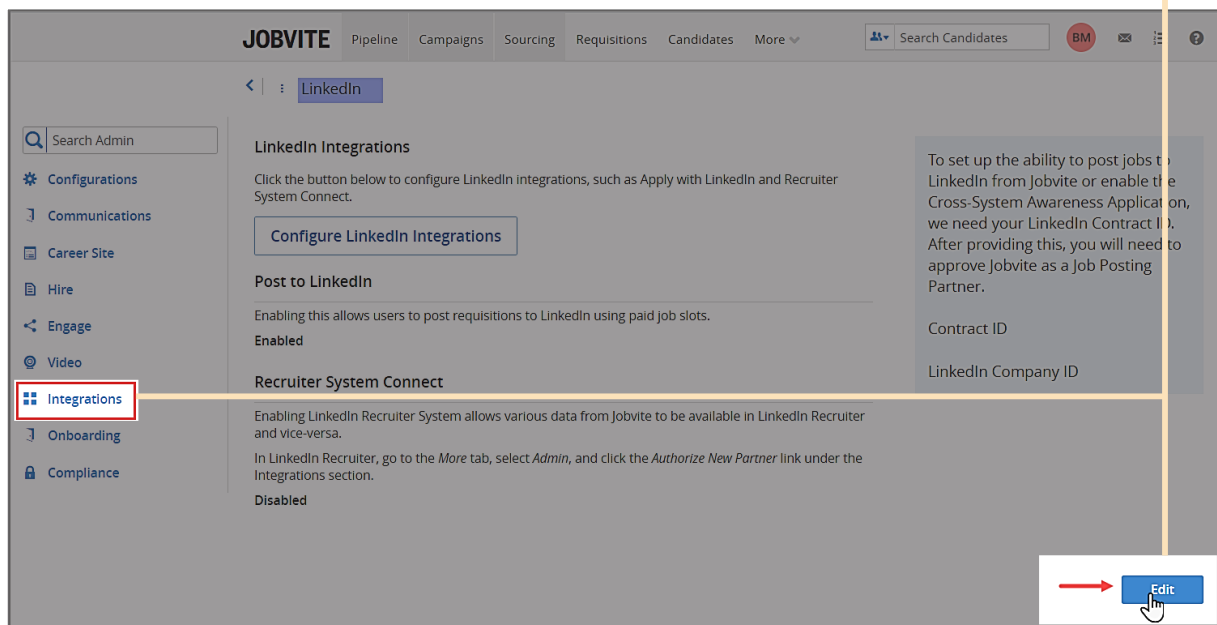 JOBVITE Pipeline Campaigns Sourcing Requisitions Candidates More Search Candidates BM
LinkedIn
Search Admin
Configurations
Communications
Career Site
Hire
Engage
Video
Integrations
Onboarding
Compliance
LinkedIn Integrations
Click the button below to configure LinkedIn integrations, such as Apply with LinkedIn and Recruiter
System Connect.
Configure LinkedIn Integrations
Post to LinkedIn
Enabling this allows users to post requisitions to LinkedIn using paid job slots.
Enabled
Recruiter System Connect
Enabling LinkedIn Recruiter System allows various data from Jobvite to be available in LinkedIn Recruiter
and vice-versa.
In LinkedIn Recruiter, go to the More tab, select Admin, and click the Authorize New Partner link under the
Integrations section.
Disabled
To set up the ability to post jobs to
LinkedIn from Jobvite or enable the
Cross-System Awareness Application,
we need your LinkedIn Contract ID.
After providing this, you will need to
approve Jobvite as a Job Posting
Partner.
Contract ID
LinkedIn Company ID
Edit